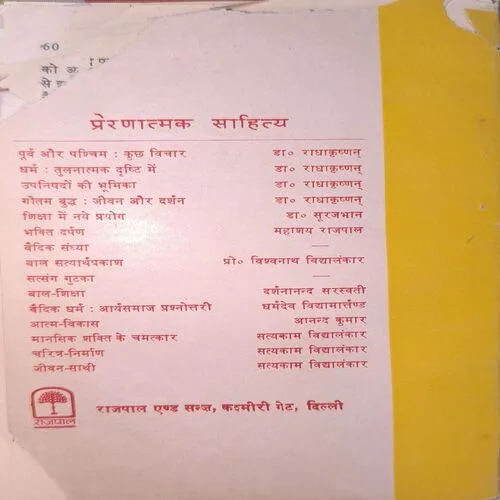 60
को
से
प्रेरणात्मक साहित्य
पूर्व और पश्चिम : कुछ विचार डा० राधाकृष्णन्
धर्म : तुलनात्मक दृष्टि में डा० राधाकृष्णन्
उपनिषदों की भूमिका डा० राधाकृष्णन्
गौतम बुद्ध : जीवन और दर्शन डा० राधाकृष्णन्
शिक्षा में नये प्रयोग डा० सूरजभान
भक्ति दर्पण महाशय राजपाल
वैदिक संध्या —
बाल सत्यार्थप्रकाण प्रो० विश्वनाथ विद्यालंकार
सत्संग गुटका —
बाल-शिक्षा दर्शनानन्द सरस्वती
वैदिक धर्म : आर्यसमाज प्रश्नोत्तरी धर्मदेव विद्यामार्त्तण्ड
आत्म-विकास आनन्द कुमार
मानसिक शक्ति के चमत्कार सत्यकाम विद्यालंकार
चरित्र-निर्माण सत्यकाम विद्यालंकार
जीवन-साथी सत्यकाम विद्यालंकार
राजपाल
राजपाल एण्ड सन्ज़, कश्मीरी गेट, दिल्ली